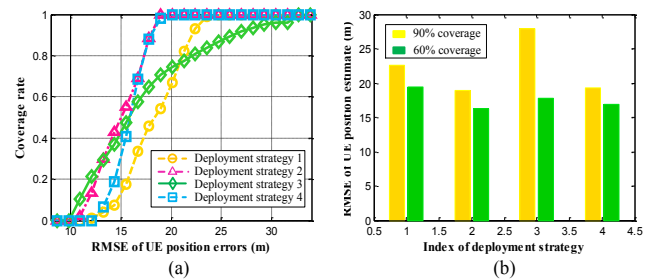 (a)
1
0.8
0.6
0.4
0.2
0
Coverage rate
10
15
20
25
30
RMSE of UE position errors (m)
Deployment strategy 1
Deployment strategy 2
Deployment strategy 3
Deployment strategy 4
(a)
(b)
30
25
20
15
10
5
0
RMSE of UE position estimate (m)
90% coverage
60% coverage
0.5
1
1.5
2
2.5
3
3.5
4
4.5
Index of deployment strategy
(b)